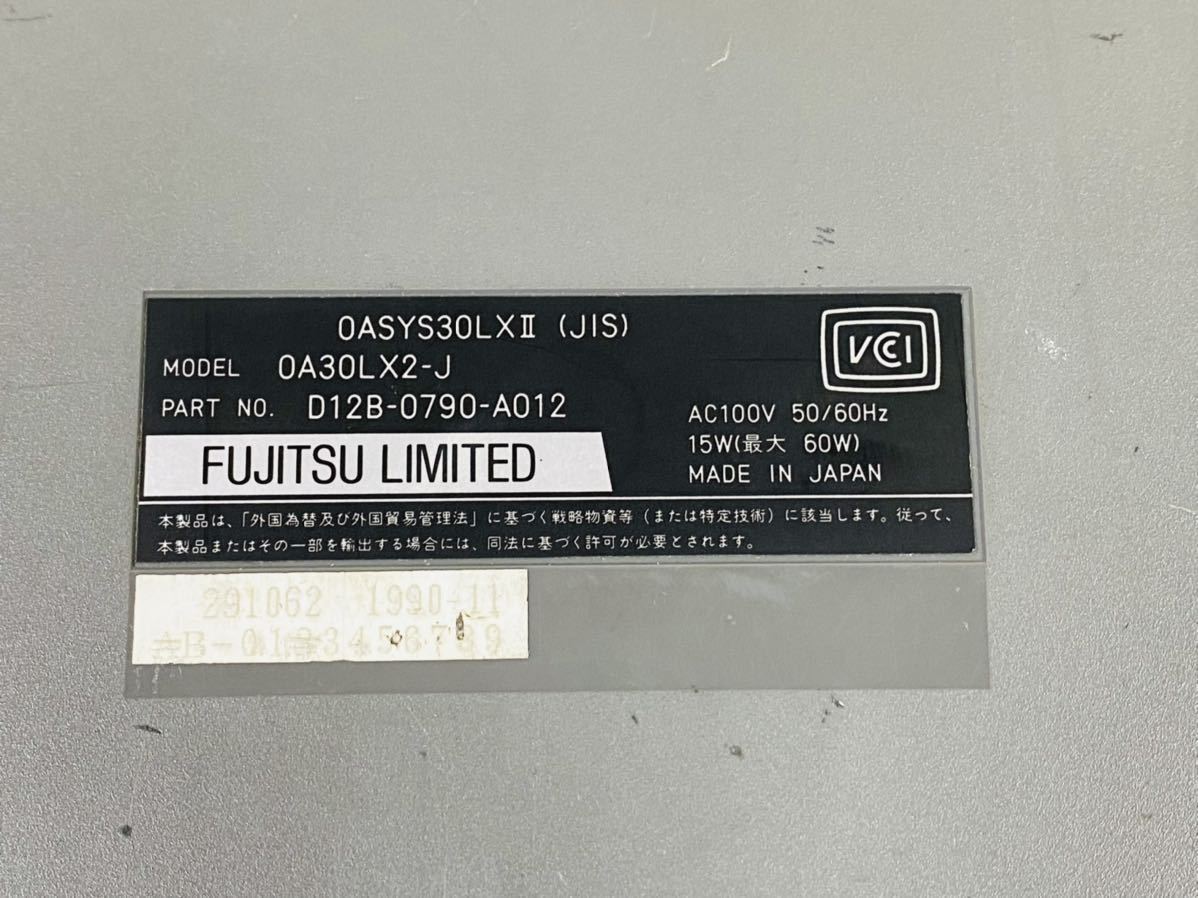 OASYS30LXⅡ (JIS)
MODEL OA30LX2-J
PART NO. D12B-0790-A012
FUJITSU LIMITED
VCCI
AC100V 50/60Hz
15W(最大 60W)
MADE IN JAPAN
本製品は、「外国為替及び外国貿易管理法」に基づく戦略物資等（または特定技術）に該当します。従って、
本製品またはその一部を輸出する場合には、同法に基づく許可が必要とされます。
291062 1990-11
AB-0123456789